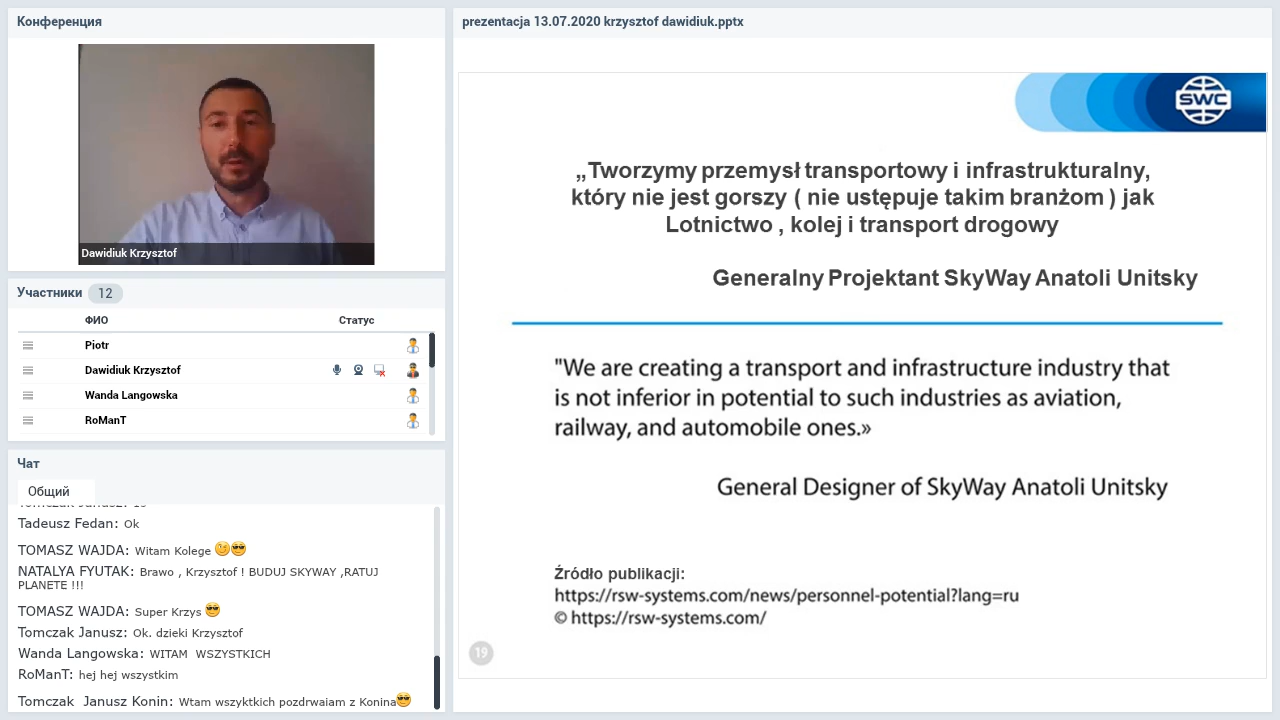 Конференция
Dawidiuk Krzysztof
Участники 12
ФИО Статус
Piotr
Dawidiuk Krzysztof
Wanda Langowska
RoManT
Чат
Общий
Tadeusz Fedan: Ok
TOMASZ WAJDA: Witam Kolege
NATALYA FYUTAK: Brawo , Krzysztof ! BUDUJ SKYWAY ,RATUJ
PLANETE !!!
TOMASZ WAJDA: Super Krzys
Tomczak Janusz: Ok. dzieki Krzysztof
Wanda Langowska: WITAM WSZYSTKICH
RoManT: hej hej wszystkim
Tomczak Janusz Konin: Wtam wszyktkich pozdrwaiam z Konina
prezentacja 13.07.2020 krzysztof dawidiuk.pptx
SWC
„Tworzymy przemysł transportowy i infrastrukturalny,
który nie jest gorszy ( nie ustępuje takim branżom ) jak
Lotnictwo , kolej i transport drogowy
Generalny Projektant SkyWay Anatoli Unitsky
"We are creating a transport and infrastructure industry that
is not inferior in potential to such industries as aviation,
railway, and automobile ones.»
General Designer of SkyWay Anatoli Unitsky
Źródło publikacji:
https://rsw-systems.com/news/personnel-potential?lang=ru
© https://rsw-systems.com/
19